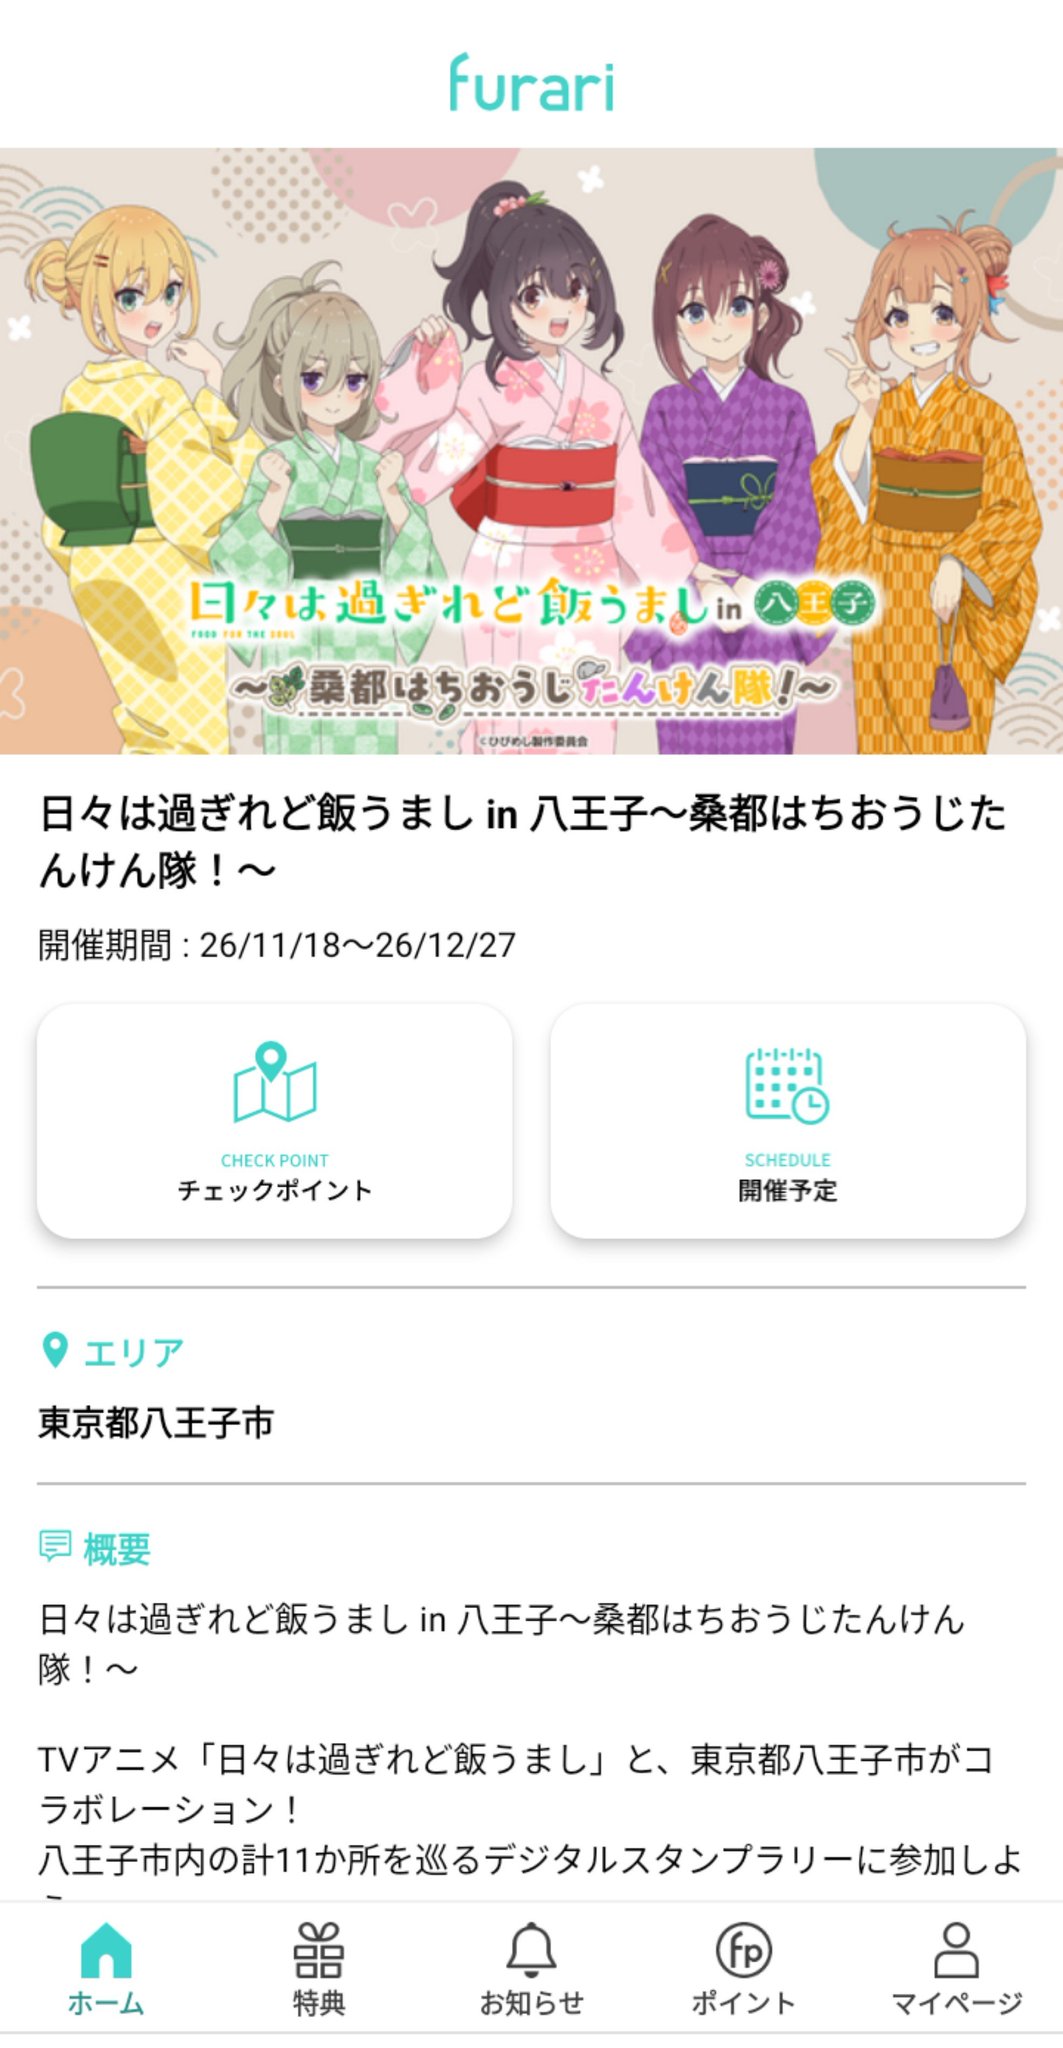 furari
日々は過ぎれど飯うまし in 八王子
FOOD FOR THE SOUL
〜桑都はちおうじたんけん隊！〜
©ひびめし製作委員会
日々は過ぎれど飯うまし in 八王子〜桑都はちおうじた
んけん隊！〜
開催期間 : 26/11/18〜26/12/27
CHECK POINT
チェックポイント
SCHEDULE
開催予定
エリア
東京都八王子市
概要
日々は過ぎれど飯うまし in 八王子〜桑都はちおうじたんけん
隊！〜
TVアニメ「日々は過ぎれど飯うまし」と、東京都八王子市がコ
ラボレーション！
八王子市内の計11か所を巡るデジタルスタンプラリーに参加しよ
fp
ホーム
特典
お知らせ
ポイント
マイページ